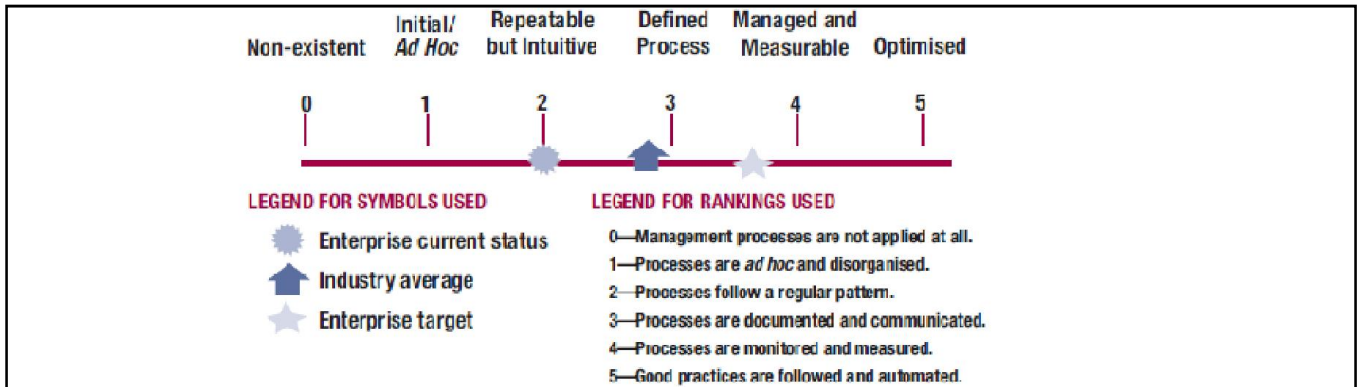 Non-existent
Initial/
Ad Hoc
Repeatable
but Intuitive
Defined
Process
Managed and
Measurable
Optimised
0 1 2 3 4 5
LEGEND FOR SYMBOLS USED
Enterprise current status
Industry average
Enterprise target
LEGEND FOR RANKINGS USED
0—Management processes are not applied at all.
1—Processes are ad hoc and disorganised.
2—Processes follow a regular pattern.
3—Processes are documented and communicated.
4—Processes are monitored and measured.
5—Good practices are followed and automated.